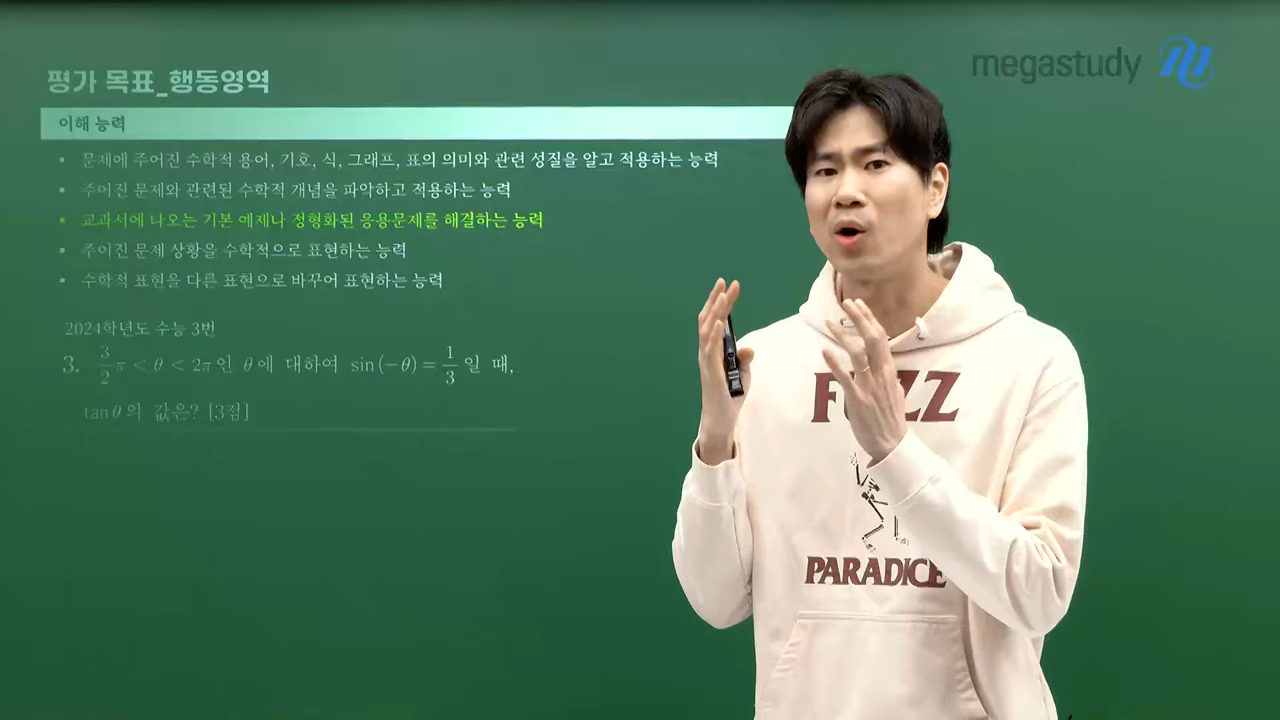 megastudy
평가 목표_행동영역
이해 능력
▪ 문제에 주어진 수학적 용어, 기호, 식, 그래프, 표의 의미와 관련 성질을 알고 적용하는 능력
▪ 주어진 문제와 관련된 수학적 개념을 파악하고 적용하는 능력
▪ 교과서에 나오는 기본 예제나 정형화된 응용문제를 해결하는 능력
▪ 주어진 문제 상황을 수학적으로 표현하는 능력
▪ 수학적 표현을 다른 표현으로 바꾸어 표현하는 능력
2024학년도 수능 3번
3. 3/2 π < θ < 2π인 θ에 대하여 sin(−θ) = 1/3 일 때,
tanθ의 값은? [3점]
PARADICE